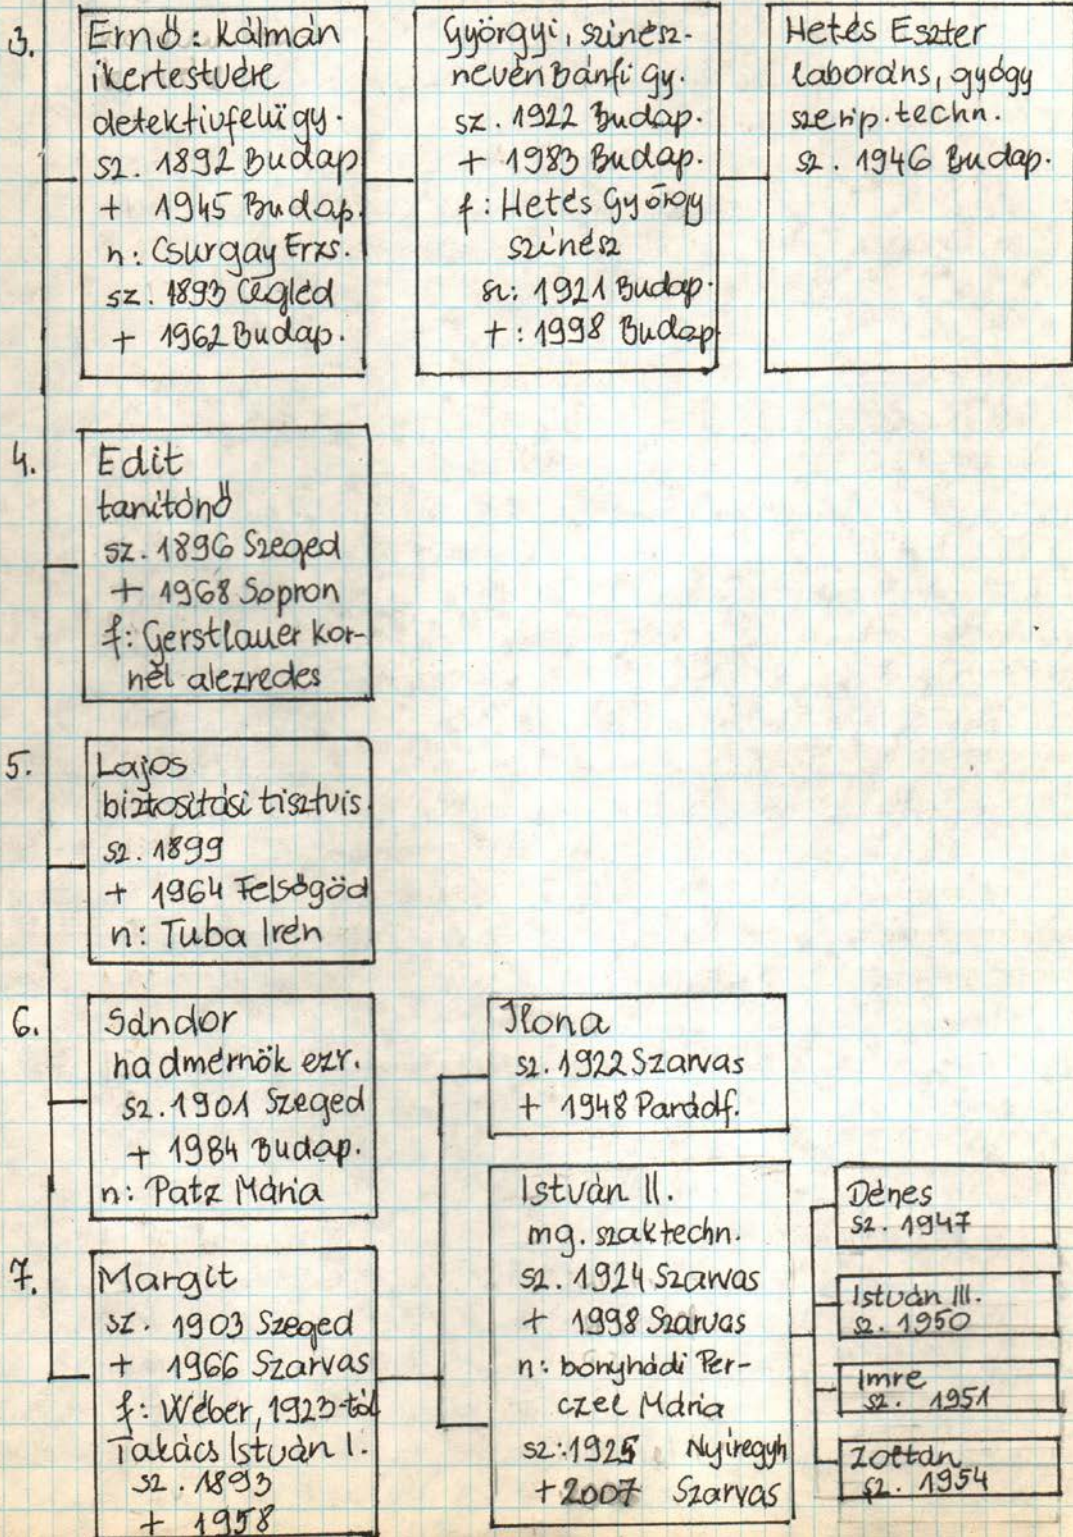 3.
Ernő: Kálmán
ikertestvére
detektivfelügy.
sz. 1892 Budap
+ 1945 Budap.
n: Csurgay Erzs.
sz. 1893 Cegléd
+ 1962 Budap.
Györgyi, szinész-
nevén Bánfi Gy.
sz. 1922 Budap.
+ 1983 Budap.
f: Hetés György
szinész
sz: 1921 Budap.
+: 1998 Budap
Hetés Eszter
laboráns, gyógy
szerip. techn.
sz. 1946 Budap.
4.
Edit
tanítónő
sz. 1896 Szeged
+ 1968 Sopron
f: Gerstlauer Kor-
nél alezredes
5.
Lajos
biztosítási tisztvis.
sz. 1899
+ 1964 Felsőgöd
n: Tuba Irén
6.
Sándor
hadmérnök ezr.
sz. 1901 Szeged
+ 1984 Budap.
n: Patz Mária
Ilona
sz. 1922 Szarvas
+ 1948 Parádf.
7.
Margit
sz. 1903 Szeged
+ 1966 Szarvas
f: Wéber, 1923-tól
Takács István I.
sz. 1893
+ 1958
István II.
mg. szaktechn.
sz. 1924 Szarvas
+ 1998 Szarvas
n: bonyhádi Per-
czel Mária
sz: 1925 Nyíregyh
+ 2007 Szarvas
Dénes
sz. 1947
István III.
sz. 1950
Imre
sz. 1951
Zoltán
sz. 1954